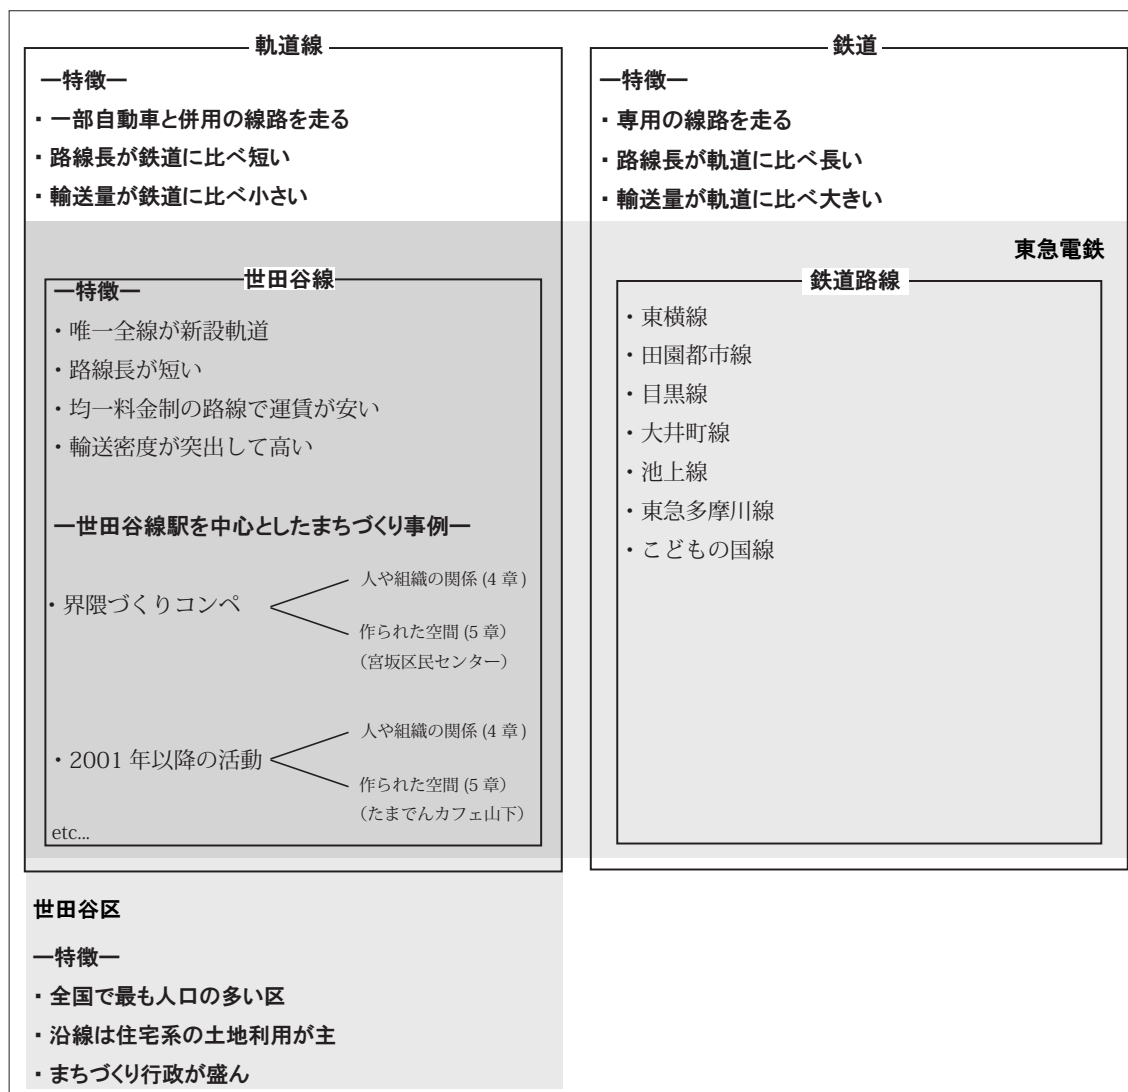 軌道線
―特徴―
・一部自動車と併用の線路を走る
・路線長が鉄道に比べ短い
・輸送量が鉄道に比べ小さい
世田谷線
―特徴―
・唯一全線が新設軌道
・路線長が短い
・均一料金制の路線で運賃が安い
・輸送密度が突出して高い
―世田谷線駅を中心としたまちづくり事例―
・界隈づくりコンペ
人や組織の関係 (4 章 )
作られた空間 (5 章)
（宮坂区民センター）
・2001 年以降の活動
人や組織の関係 (4 章 )
作られた空間 (5 章)
（たまでんカフェ山下）
etc...
世田谷区
―特徴―
・全国で最も人口の多い区
・沿線は住宅系の土地利用が主
・まちづくり行政が盛ん
鉄道
―特徴―
・専用の線路を走る
・路線長が軌道に比べ長い
・輸送量が軌道に比べ大きい
東急電鉄
鉄道路線
・東横線
・田園都市線
・目黒線
・大井町線
・池上線
・東急多摩川線
・こどもの国線